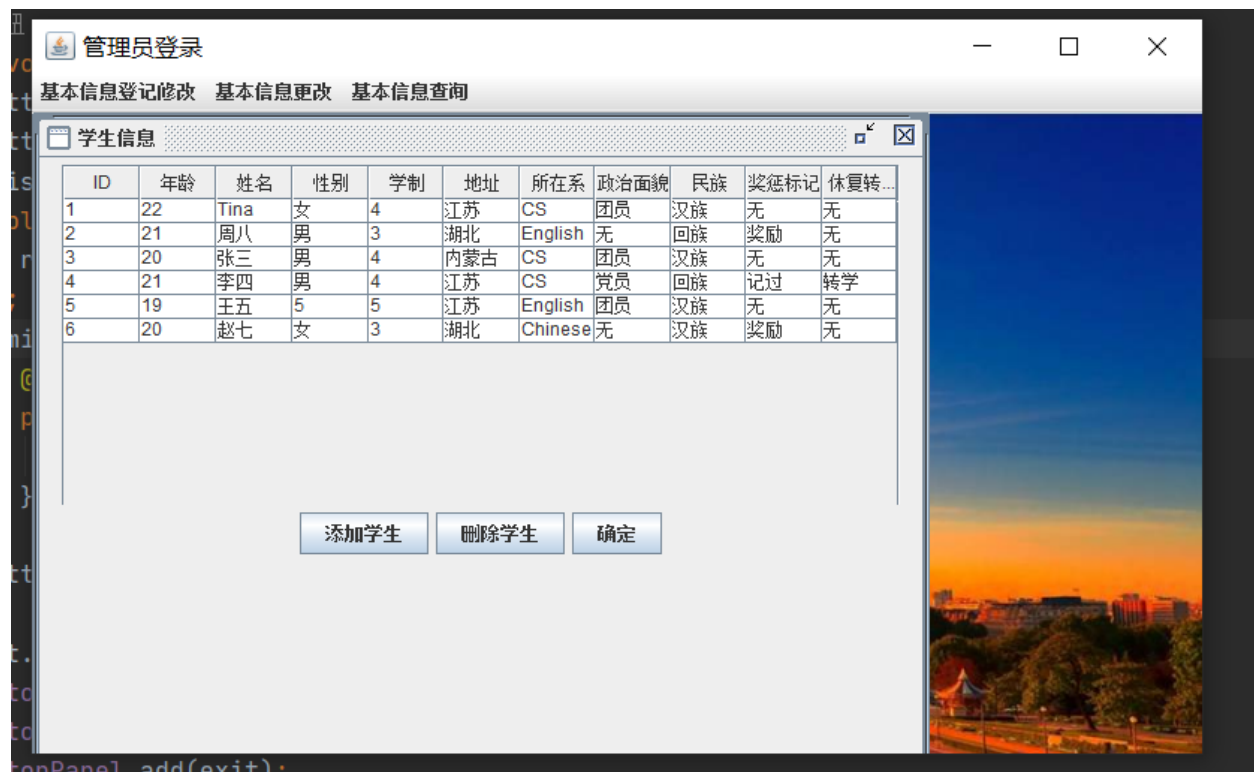 管理员登录
基本信息登记修改 基本信息更改 基本信息查询
学生信息
ID 年龄 姓名 性别 学制 地址 所在系 政治面貌 民族 奖惩标记 休复转...
1 22 Tina 女 4 江苏 CS 团员 汉族 无 无
2 21 周八 男 3 湖北 English 无 回族 奖励 无
3 20 张三 男 4 内蒙古 CS 团员 汉族 无 无
4 21 李四 男 4 江苏 CS 党员 回族 记过 转学
5 19 王五 5 5 江苏 English 团员 汉族 无 无
6 20 赵七 女 3 湖北 Chinese 无 汉族 奖励 无
添加学生 删除学生 确定